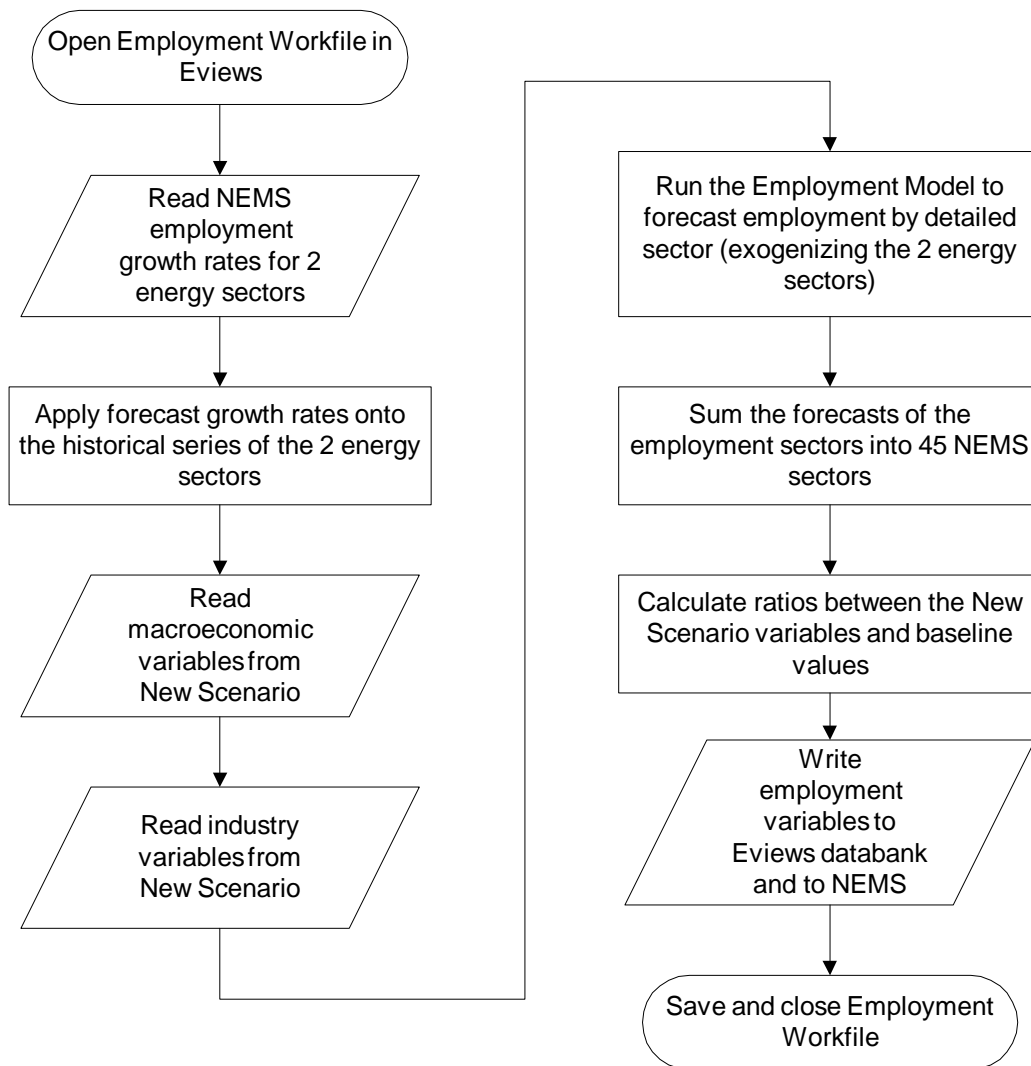 Open Employment Workfile in
Eviews
Read NEMS
employment
growth rates for 2
energy sectors
Apply forecast growth rates onto
the historical series of the 2 energy
sectors
Read
macroeconomic
variables from
New Scenario
Read industry
variables from
New Scenario
Run the Employment Model to
forecast employment by detailed
sector (exogenizing the 2 energy
sectors)
Sum the forecasts of the
employment sectors into 45 NEMS
sectors
Calculate ratios between the New
Scenario variables and baseline
values
Write
employment
variables to
Eviews databank
and to NEMS
Save and close Employment
Workfile